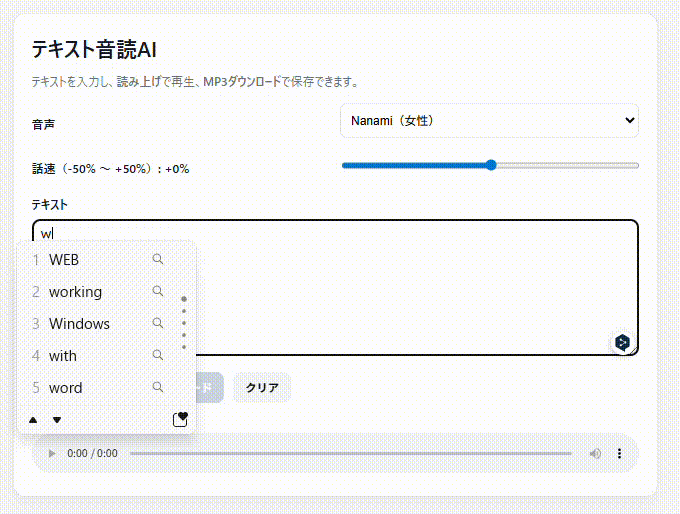 テキスト音読AI
テキストを入力し、読み上げで再生、MP3ダウンロードで保存できます。
音声
Nanami（女性）
話速（-50% ～ +50%）: +0%
テキスト
w
1 WEB
2 working
3 Windows
4 with
5 word
ード
クリア
0:00 / 0:00